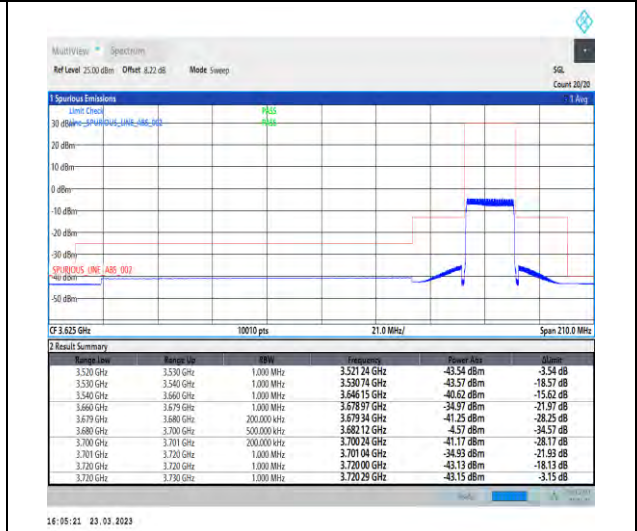 MultiView Spectrum
Ref Level 25.00 dBm Offset 8.22 dB Mode Sweep SGL
Count 20/20
1 Spurious Emissions 1 Avg
Limit Check PASS
30 dBm Line _SPURIOUS_LINE_ABS_002 PASS
20 dBm
10 dBm
0 dBm
-10 dBm
-20 dBm
-30 dBm
SPURIOUS_LINE_ABS_002
-40 dBm
-50 dBm
CF 3.625 GHz 10010 pts 21.0 MHz/ Span 210.0 MHz
2 Result Summary
Range Low Range Up RBW Frequency Power Abs ΔLimit
3.520 GHz 3.530 GHz 1.000 MHz 3.521 24 GHz -43.54 dBm -3.54 dB
3.530 GHz 3.540 GHz 1.000 MHz 3.530 74 GHz -43.57 dBm -18.57 dB
3.540 GHz 3.660 GHz 1.000 MHz 3.646 15 GHz -40.62 dBm -15.62 dB
3.660 GHz 3.679 GHz 1.000 MHz 3.678 97 GHz -34.97 dBm -21.97 dB
3.679 GHz 3.680 GHz 200.000 kHz 3.679 34 GHz -41.25 dBm -28.25 dB
3.680 GHz 3.700 GHz 500.000 kHz 3.682 12 GHz -4.57 dBm -34.57 dB
3.700 GHz 3.701 GHz 200.000 kHz 3.700 24 GHz -41.17 dBm -28.17 dB
3.701 GHz 3.720 GHz 1.000 MHz 3.701 04 GHz -34.93 dBm -21.93 dB
3.720 GHz 3.720 GHz 1.000 MHz 3.720 00 GHz -43.13 dBm -18.13 dB
3.720 GHz 3.730 GHz 1.000 MHz 3.720 29 GHz -43.15 dBm -3.15 dB
16:05:21 23.03.2023